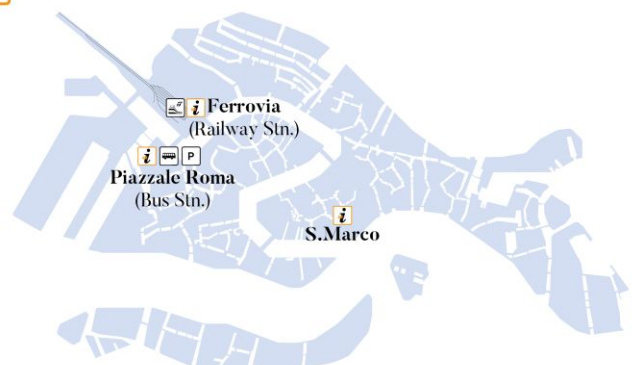 i Ferrovia
(Railway Stn.)
i P
Piazzale Roma
(Bus Stn.)
i
S.Marco